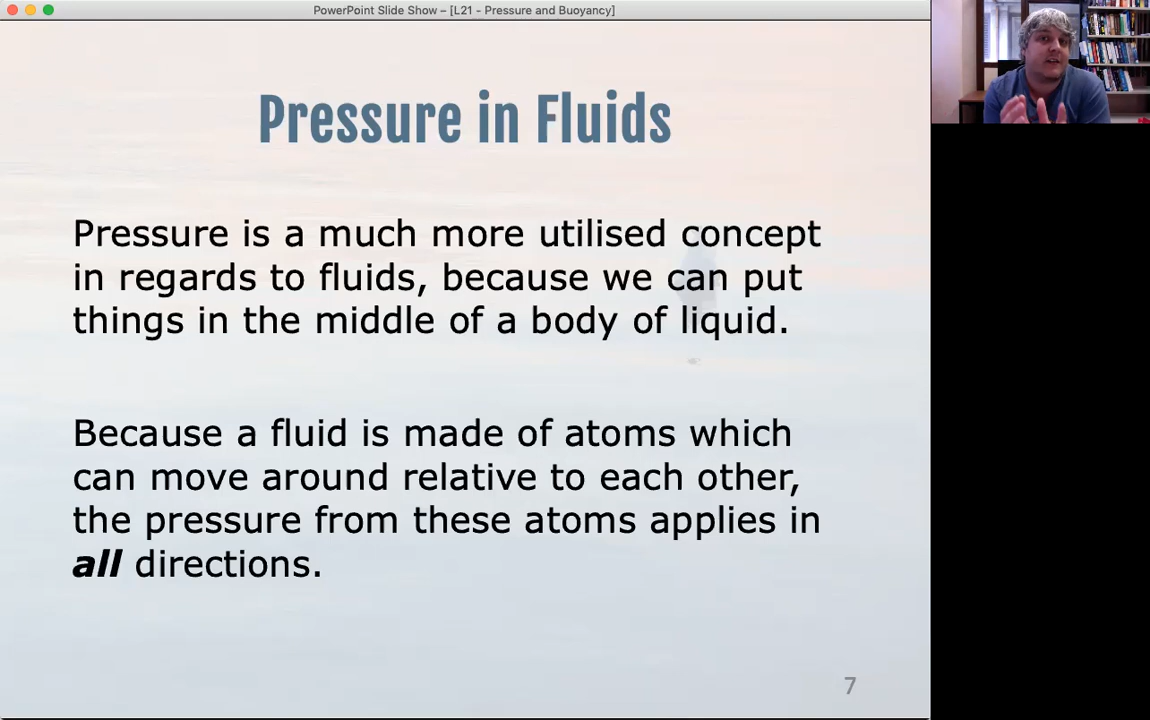 PowerPoint Slide Show – [L21 - Pressure and Buoyancy]
Pressure in Fluids
Pressure is a much more utilised concept
in regards to fluids, because we can put
things in the middle of a body of liquid.
Because a fluid is made of atoms which
can move around relative to each other,
the pressure from these atoms applies in
all directions.
7